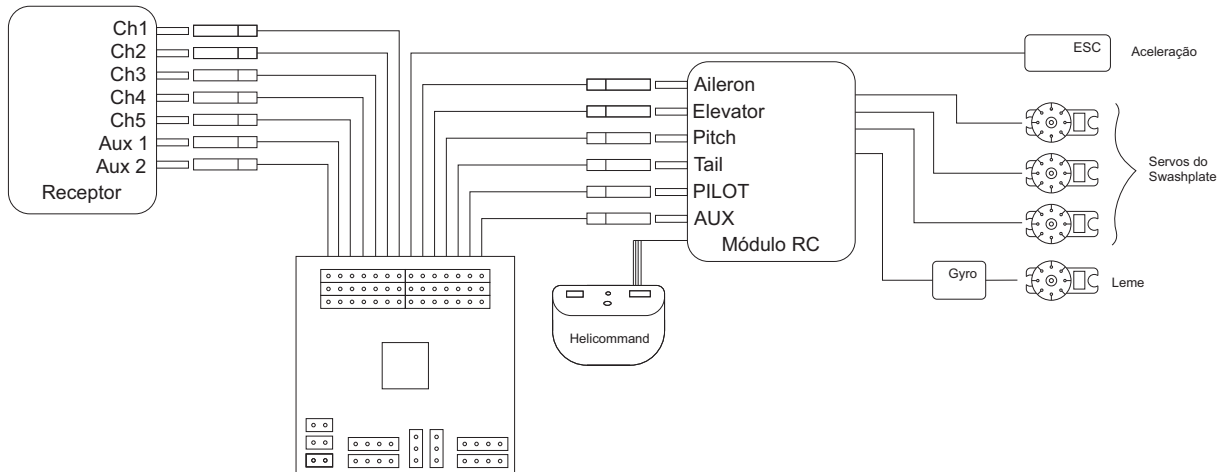 Ch1
Ch2
Ch3
Ch4
Ch5
Aux 1
Aux 2
Receptor
Aileron
Elevator
Pitch
Tail
PILOT
AUX
Módulo RC
Helicommand
ESC
Aceleração
Servos do
Swashplate
Gyro
Leme